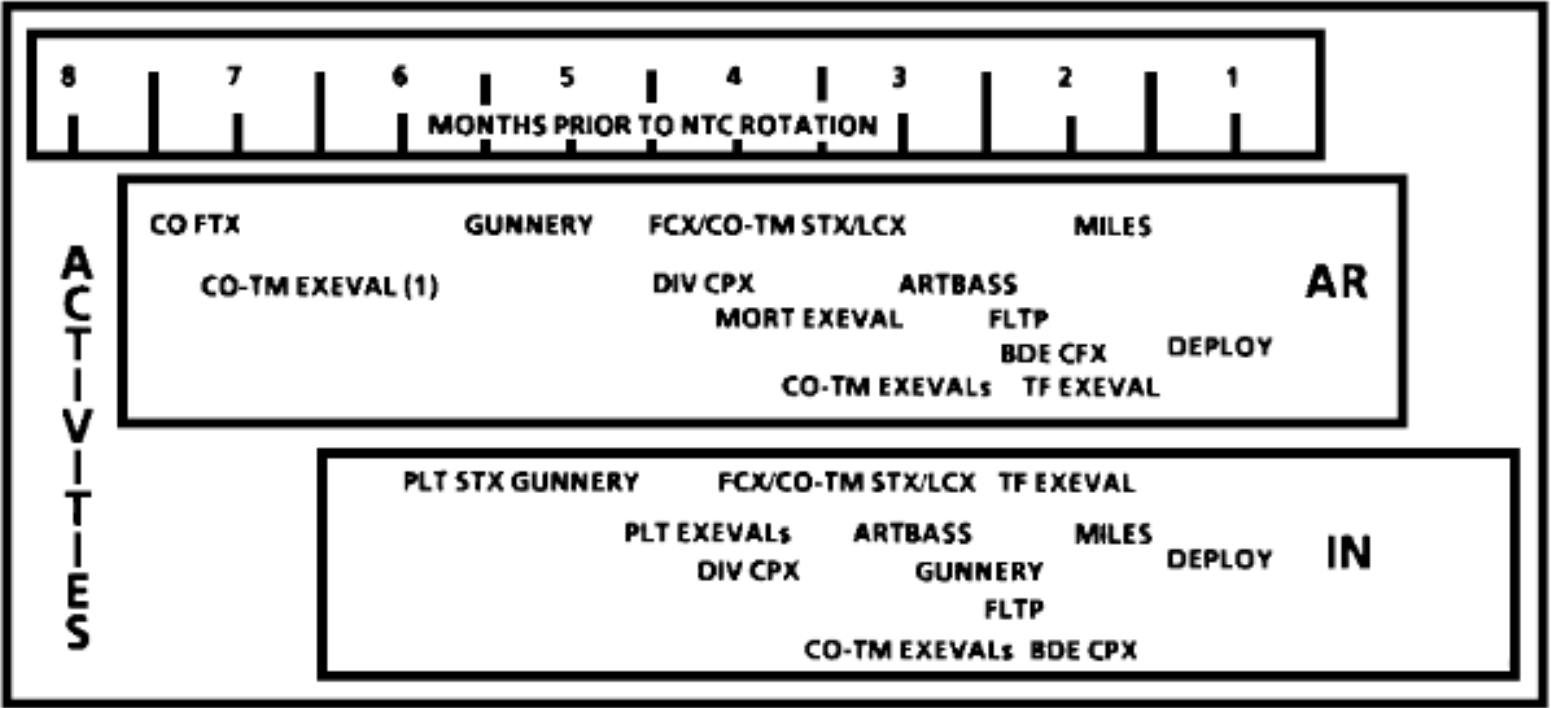 8 7 6 5 4 3 2 1
MONTHS PRIOR TO NTC ROTATION
ACTIVITIES
CO FTX GUNNERY FCX/CO-TM STX/LCX MILES
CO-TM EXEVAL (1) DIV CPX ARTBASS AR
MORT EXEVAL FLTP
BDE CFX DEPLOY
CO-TM EXEVALs TF EXEVAL
PLT STX GUNNERY FCX/CO-TM STX/LCX TF EXEVAL
PLT EXEVALs ARTBASS MILES
DIV CPX GUNNERY DEPLOY IN
FLTP
CO-TM EXEVALs BDE CPX